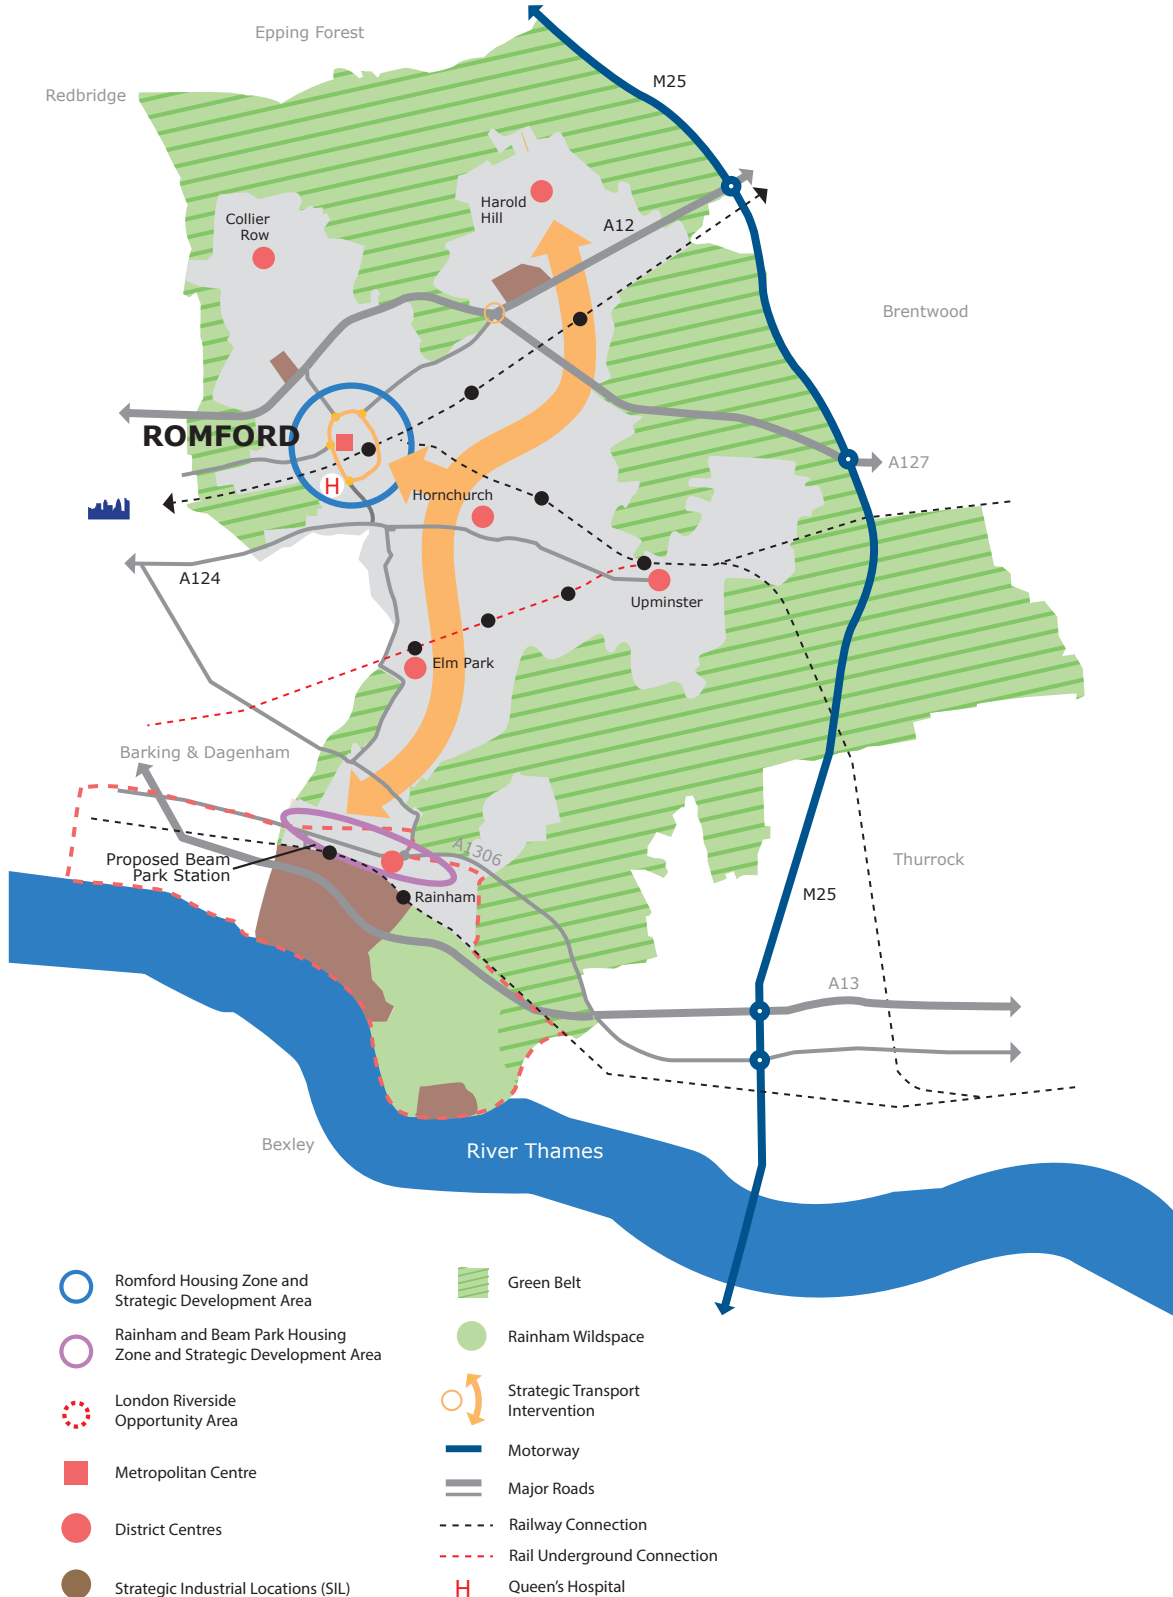 Epping Forest
Redbridge
M25
Harold
Hill
Collier
Row
A12
Brentwood
ROMFORD
A127
H
Hornchurch
A124
Upminster
Elm Park
Barking & Dagenham
A1306
Proposed Beam
Park Station
Thurrock
Rainham
M25
A13
Bexley
River Thames
Romford Housing Zone and
Strategic Development Area
Rainham and Beam Park Housing
Zone and Strategic Development Area
London Riverside
Opportunity Area
Metropolitan Centre
District Centres
Strategic Industrial Locations (SIL)
Green Belt
Rainham Wildspace
Strategic Transport
Intervention
Motorway
Major Roads
Railway Connection
Rail Underground Connection
H Queen's Hospital